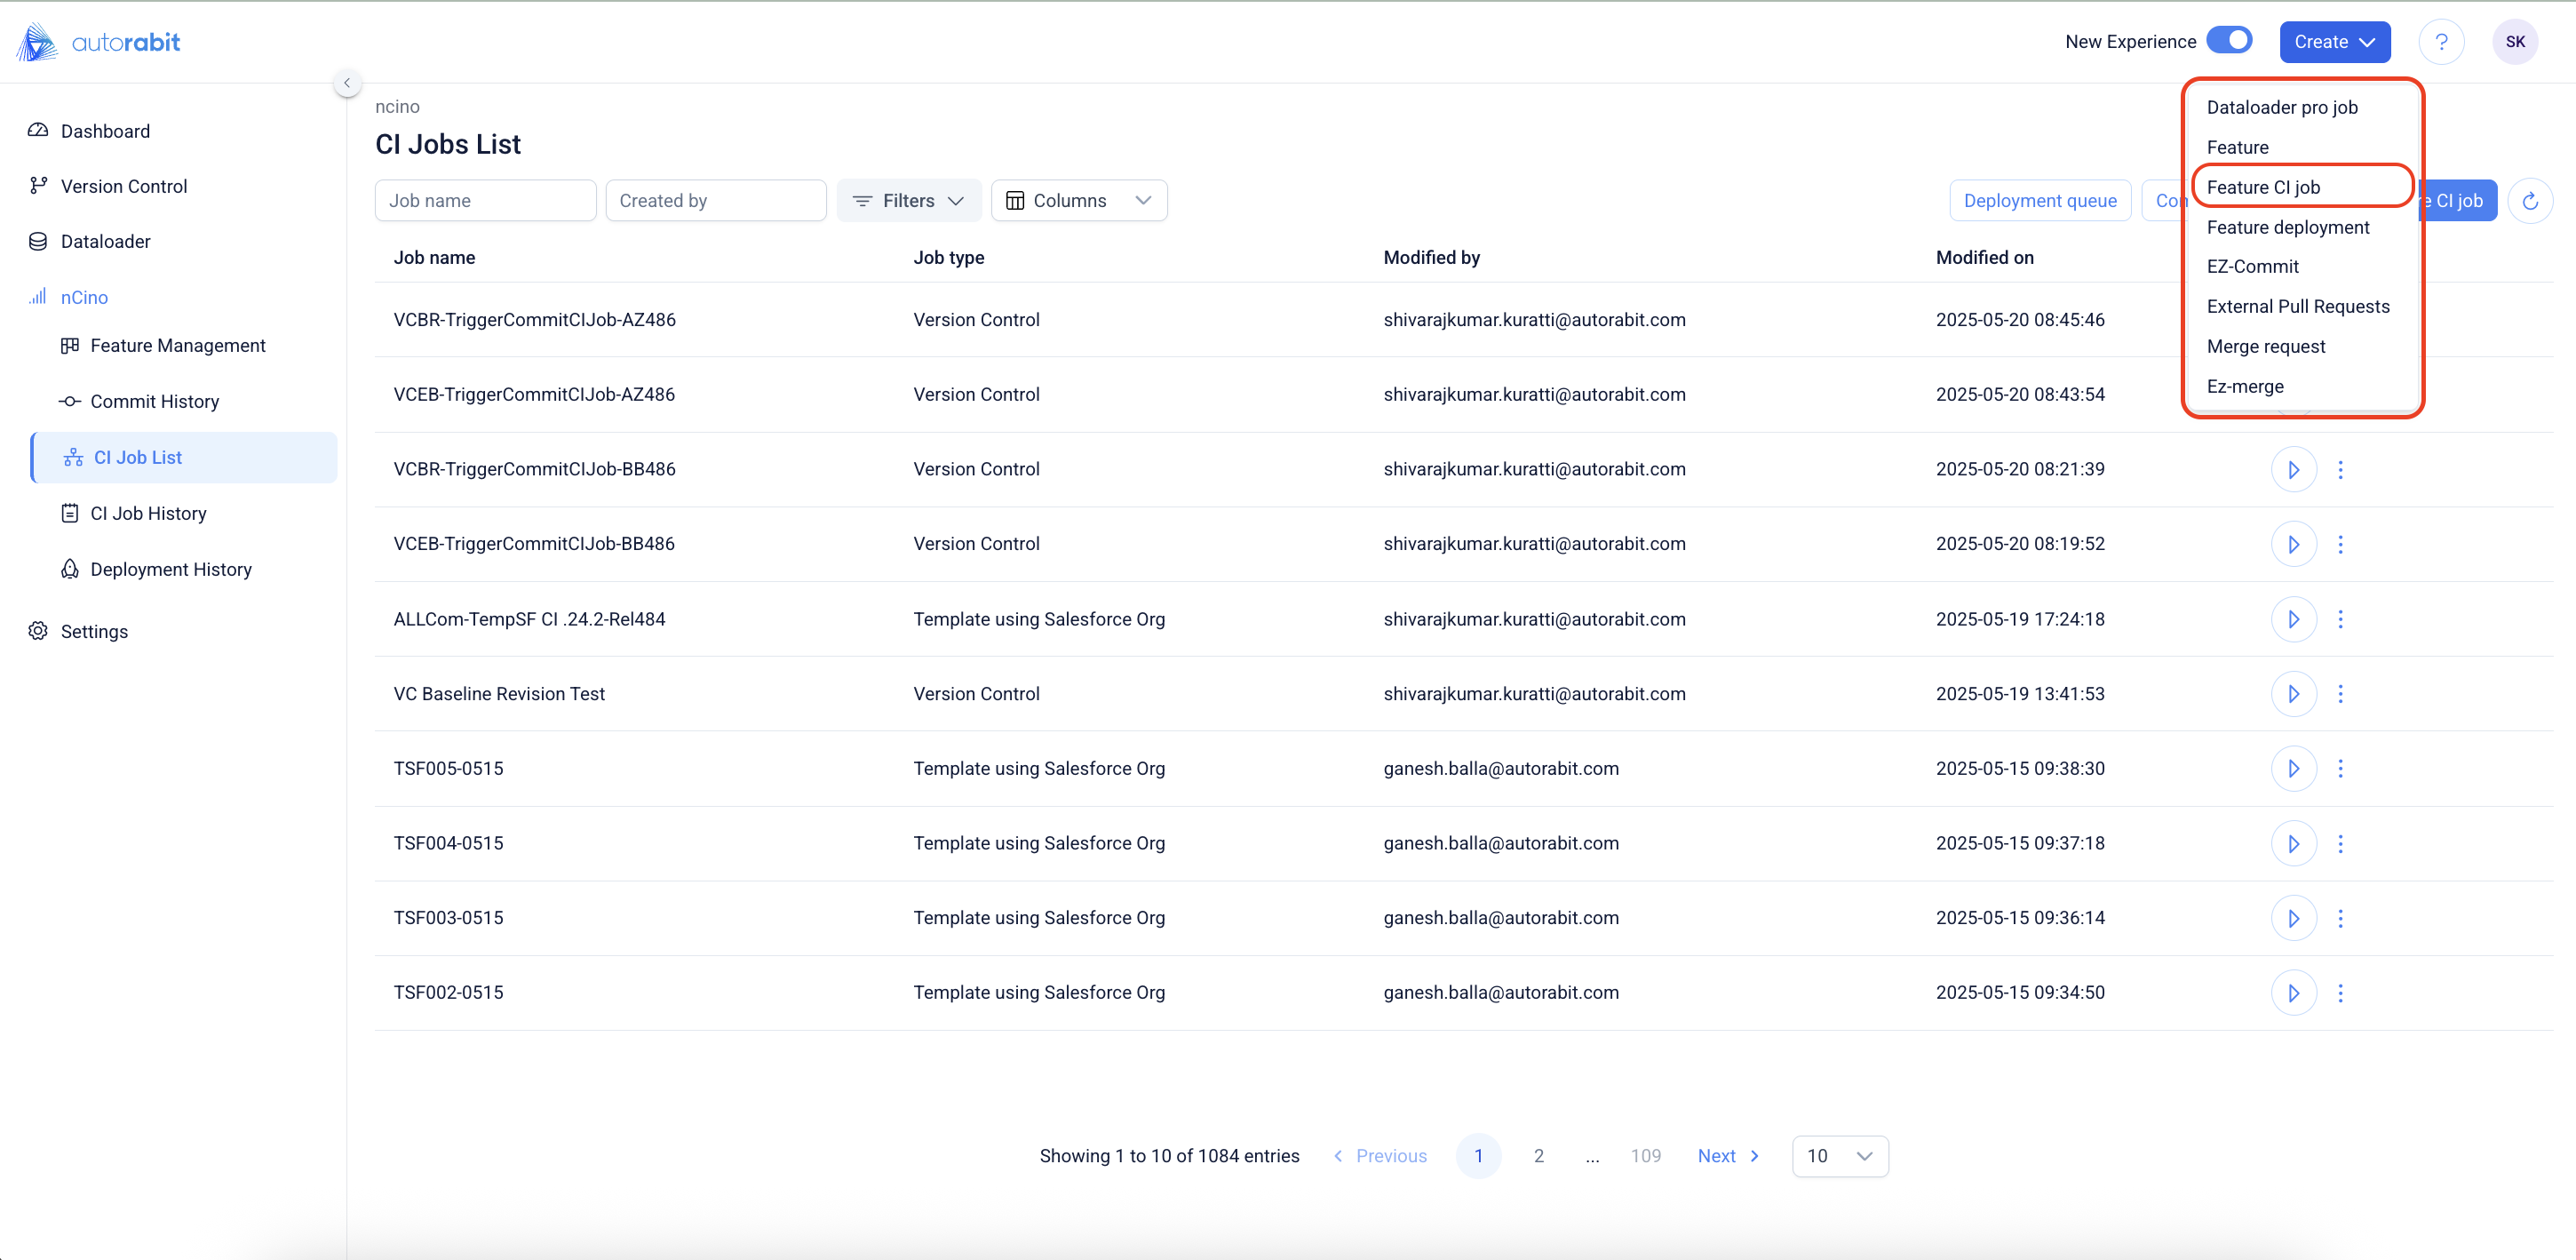 autorabit
New Experience
Create
?
SK
Dashboard
Version Control
Dataloader
nCino
Feature Management
Commit History
CI Job List
CI Job History
Deployment History
Settings
ncino
CI Jobs List
Job name
Created by
Filters
Columns
Deployment queue
CI job
Dataloader pro job
Feature
Feature CI job
Feature deployment
EZ-Commit
External Pull Requests
Merge request
Ez-merge
Job name Job type Modified by Modified on
VCBR-TriggerCommitCIJob-AZ486 Version Control shivarajkumar.kuratti@autorabit.com 2025-05-20 08:45:46
VCEB-TriggerCommitCIJob-AZ486 Version Control shivarajkumar.kuratti@autorabit.com 2025-05-20 08:43:54
VCBR-TriggerCommitCIJob-BB486 Version Control shivarajkumar.kuratti@autorabit.com 2025-05-20 08:21:39
VCEB-TriggerCommitCIJob-BB486 Version Control shivarajkumar.kuratti@autorabit.com 2025-05-20 08:19:52
ALLCom-TempSF CI .24.2-Rel484 Template using Salesforce Org shivarajkumar.kuratti@autorabit.com 2025-05-19 17:24:18
VC Baseline Revision Test Version Control shivarajkumar.kuratti@autorabit.com 2025-05-19 13:41:53
TSF005-0515 Template using Salesforce Org ganesh.balla@autorabit.com 2025-05-15 09:38:30
TSF004-0515 Template using Salesforce Org ganesh.balla@autorabit.com 2025-05-15 09:37:18
TSF003-0515 Template using Salesforce Org ganesh.balla@autorabit.com 2025-05-15 09:36:14
TSF002-0515 Template using Salesforce Org ganesh.balla@autorabit.com 2025-05-15 09:34:50
Showing 1 to 10 of 1084 entries Previous 1 2 ... 109 Next 10